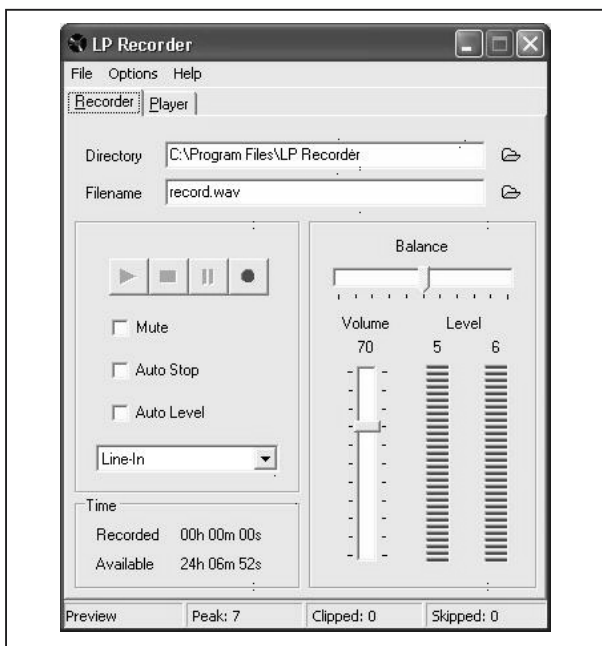 LP Recorder
File Options Help
Recorder Player
Directory C:\Program Files\LP Recorder
Filename record.wav
Balance
Mute
Auto Stop
Auto Level
Line-In
Volume Level
70 5 6
Time
Recorded 00h 00m 00s
Available 24h 06m 52s
Preview Peak: 7 Clipped: 0 Skipped: 0